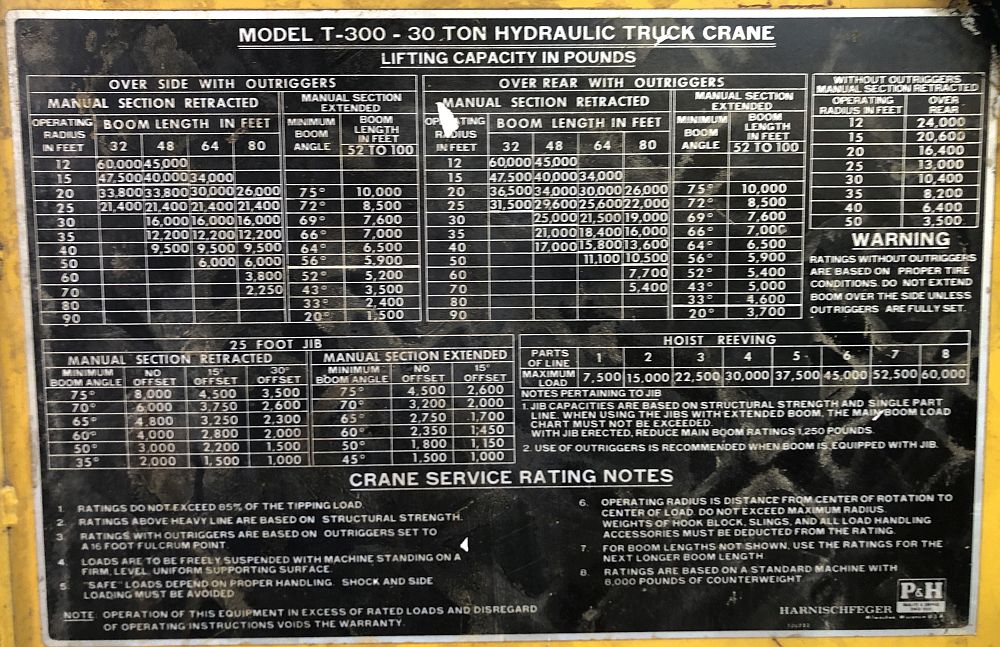 MODEL T-300 - 30 TON HYDRAULIC TRUCK CRANE
LIFTING CAPACITY IN POUNDS
OVER SIDE WITH OUTRIGGERS
MANUAL SECTION RETRACTED
MANUAL SECTION EXTENDED
OPERATING RADIUS IN FEET
BOOM LENGTH IN FEET
MINIMUM BOOM ANGLE
BOOM LENGTH IN FEET
52 TO 100
32 48 64 80
12 60,000 45,000
15 47,500 40,000 34,000
20 33,800 33,800 30,000 26,000 75° 10,000
25 21,400 21,400 21,400 21,400 72° 8,500
30 16,000 16,000 16,000 69° 7,600
35 12,200 12,200 12,200 66° 7,000
40 9,500 9,500 9,500 64° 6,500
50 6,000 6,000 56° 5,900
60 3,800 52° 5,200
70 2,250 43° 3,500
80 33° 2,400
90 20° 1,500
OVER REAR WITH OUTRIGGERS
MANUAL SECTION RETRACTED
MANUAL SECTION EXTENDED
OPERATING RADIUS IN FEET
BOOM LENGTH IN FEET
MINIMUM BOOM ANGLE
BOOM LENGTH IN FEET
52 TO 100
32 48 64 80
12 60,000 45,000
15 47,500 40,000 34,000
20 36,500 34,000 30,000 26,000 75° 10,000
25 31,500 29,600 25,600 22,000 72° 8,500
30 25,000 21,500 19,000 69° 7,600
35 21,000 18,400 16,000 66° 7,000
40 17,000 15,800 13,600 64° 6,500
50 11,100 10,500 56° 5,900
60 7,700 52° 5,400
70 5,400 43° 5,000
80 33° 4,600
90 20° 3,700
WITHOUT OUTRIGGERS
MANUAL SECTION RETRACTED
OPERATING RADIUS IN FEET
OVER REAR
12 24,000
15 20,600
20 16,400
25 13,000
30 10,400
35 8,200
40 6,400
50 3,500
WARNING
RATINGS WITHOUT OUTRIGGERS
ARE BASED ON PROPER TIRE
CONDITIONS. DO NOT EXTEND
BOOM OVER THE SIDE UNLESS
OUTRIGGERS ARE FULLY SET.
25 FOOT JIB
MANUAL SECTION RETRACTED
MANUAL SECTION EXTENDED
MINIMUM BOOM ANGLE
NO OFFSET
15° OFFSET
30° OFFSET
MINIMUM BOOM ANGLE
NO OFFSET
15° OFFSET
75° 8,000 4,500 3,500 75° 4,500 2,600
70° 6,000 3,750 2,600 70° 3,200 2,000
65° 4,800 3,250 2,300 65° 2,750 1,700
60° 4,000 2,800 2,000 60° 2,350 1,450
50° 3,000 2,200 1,500 50° 1,800 1,150
35° 2,000 1,500 1,000 45° 1,500 1,000
HOIST REEVING
PARTS OF LINE 1 2 3 4 5 6 7 8
MAXIMUM LOAD 7,500 15,000 22,500 30,000 37,500 45,000 52,500 60,000
NOTES PERTAINING TO JIB
1. JIB CAPACITIES ARE BASED ON STRUCTURAL STRENGTH AND SINGLE PART
LINE. WHEN USING THE JIBS WITH EXTENDED BOOM, THE MAIN BOOM LOAD
CHART MUST NOT BE EXCEEDED.
WITH JIB ERECTED, REDUCE MAIN BOOM RATINGS 1,250 POUNDS.
2. USE OF OUTRIGGERS IS RECOMMENDED WHEN BOOM IS EQUIPPED WITH JIB.
CRANE SERVICE RATING NOTES
1. RATINGS DO NOT EXCEED 85% OF THE TIPPING LOAD.
2. RATINGS ABOVE HEAVY LINE ARE BASED ON STRUCTURAL STRENGTH.
3. RATINGS WITH OUTRIGGERS ARE BASED ON OUTRIGGERS SET TO
A 16 FOOT FULCRUM POINT.
4. LOADS ARE TO BE FREELY SUSPENDED WITH MACHINE STANDING ON A
FIRM, LEVEL, UNIFORM SUPPORTING SURFACE.
5. "SAFE" LOADS DEPEND ON PROPER HANDLING. SHOCK AND SIDE
LOADING MUST BE AVOIDED
6. OPERATING RADIUS IS DISTANCE FROM CENTER OF ROTATION TO
CENTER OF LOAD. DO NOT EXCEED MAXIMUM RADIUS.
WEIGHTS OF HOOK BLOCK, SLINGS, AND ALL LOAD HANDLING
ACCESSORIES MUST BE DEDUCTED FROM THE RATING.
7. FOR BOOM LENGTHS NOT SHOWN, USE THE RATINGS FOR THE
NEXT LONGER BOOM LENGTH.
8. RATINGS ARE BASED ON A STANDARD MACHINE WITH
8,000 POUNDS OF COUNTERWEIGHT
NOTE: OPERATION OF THIS EQUIPMENT IN EXCESS OF RATED LOADS AND DISREGARD
OF OPERATING INSTRUCTIONS VOIDS THE WARRANTY.
P&H
HARNISCHFEGER
Milwaukee, Wisconsin U.S.A.